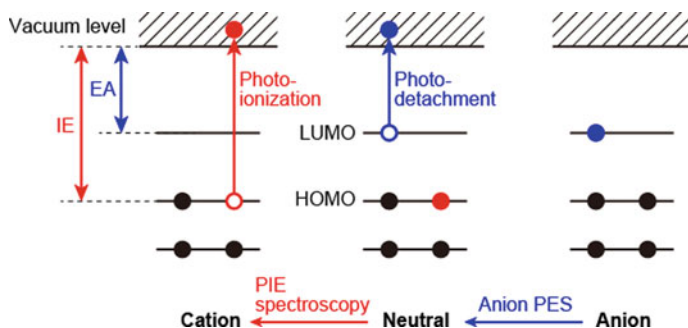 Vacuum level
EA
IE
Photo-
ionization
Photo-
detachment
LUMO
HOMO
PIE
spectroscopy
Anion PES
Cation
Neutral
Anion